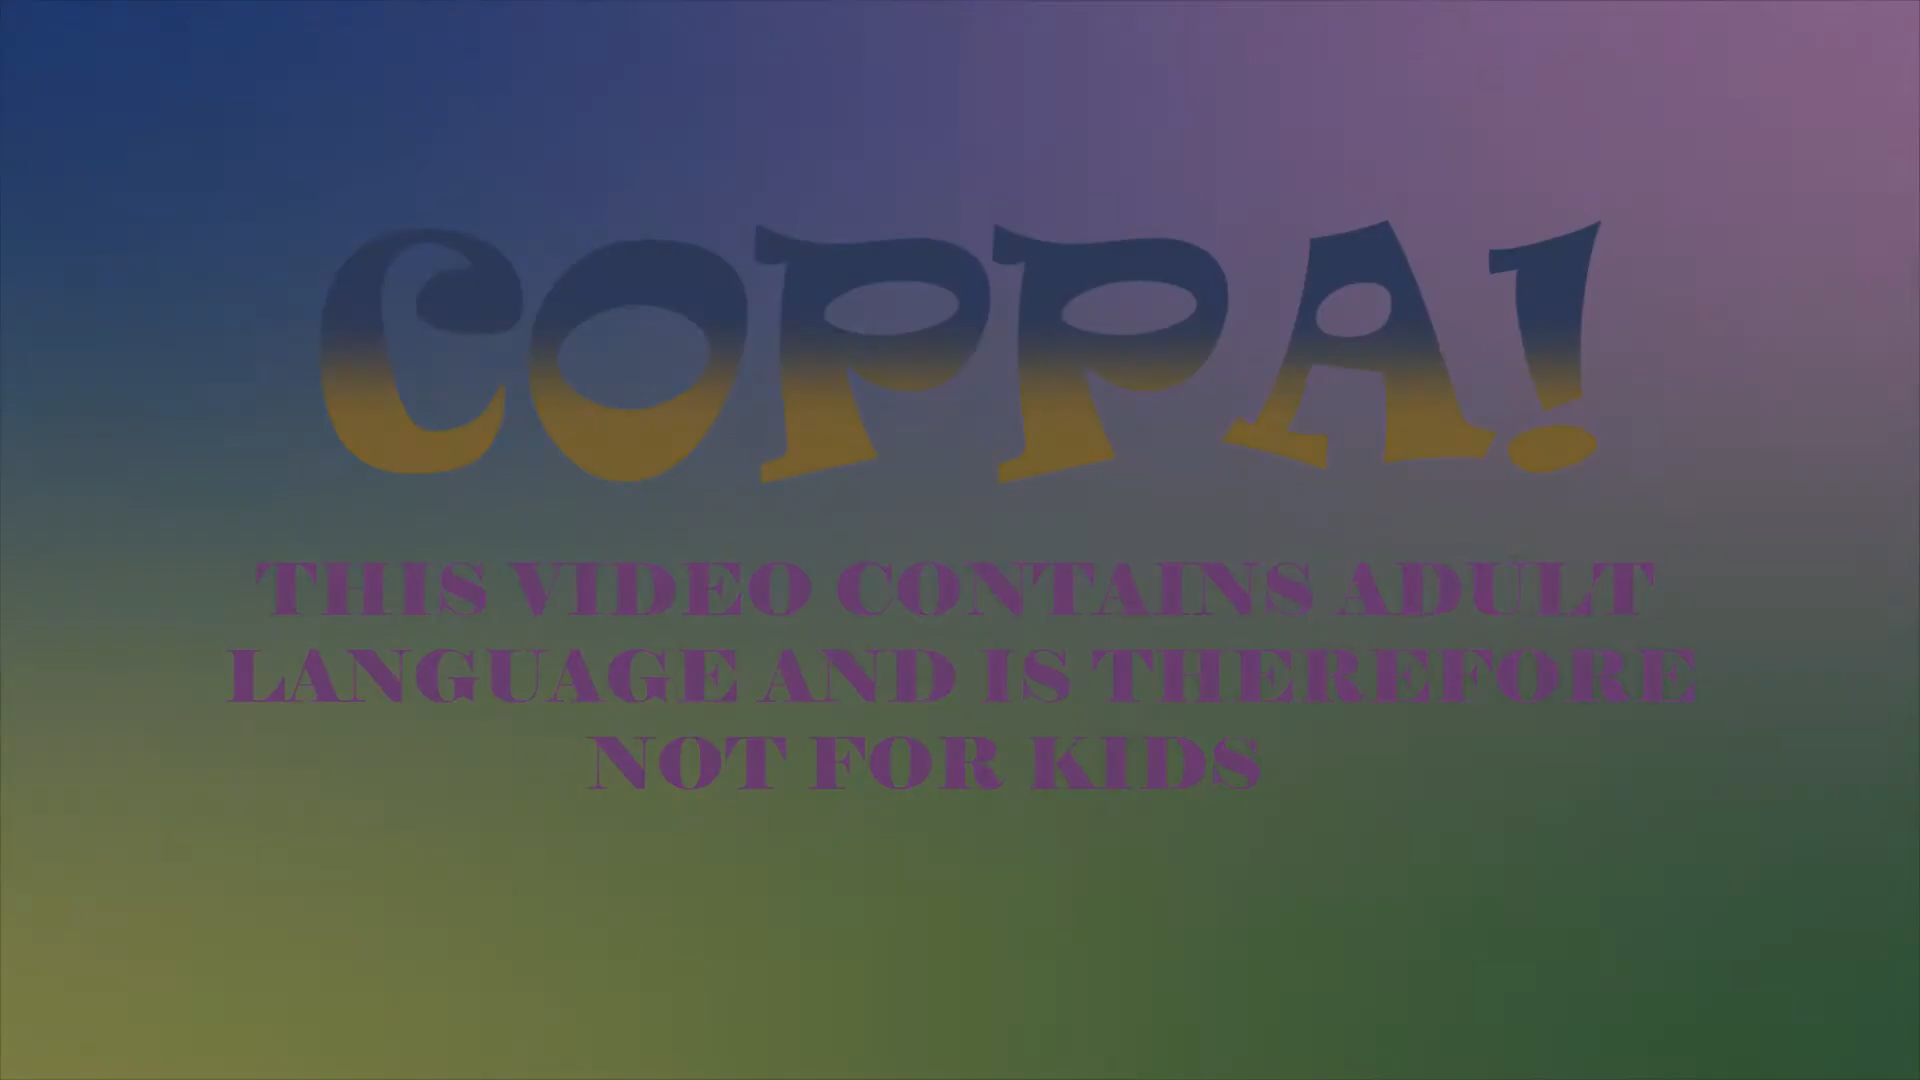 COPPA!
THIS VIDEO CONTAINS ADULT
LANGUAGE AND IS THEREFORE
NOT FOR KIDS